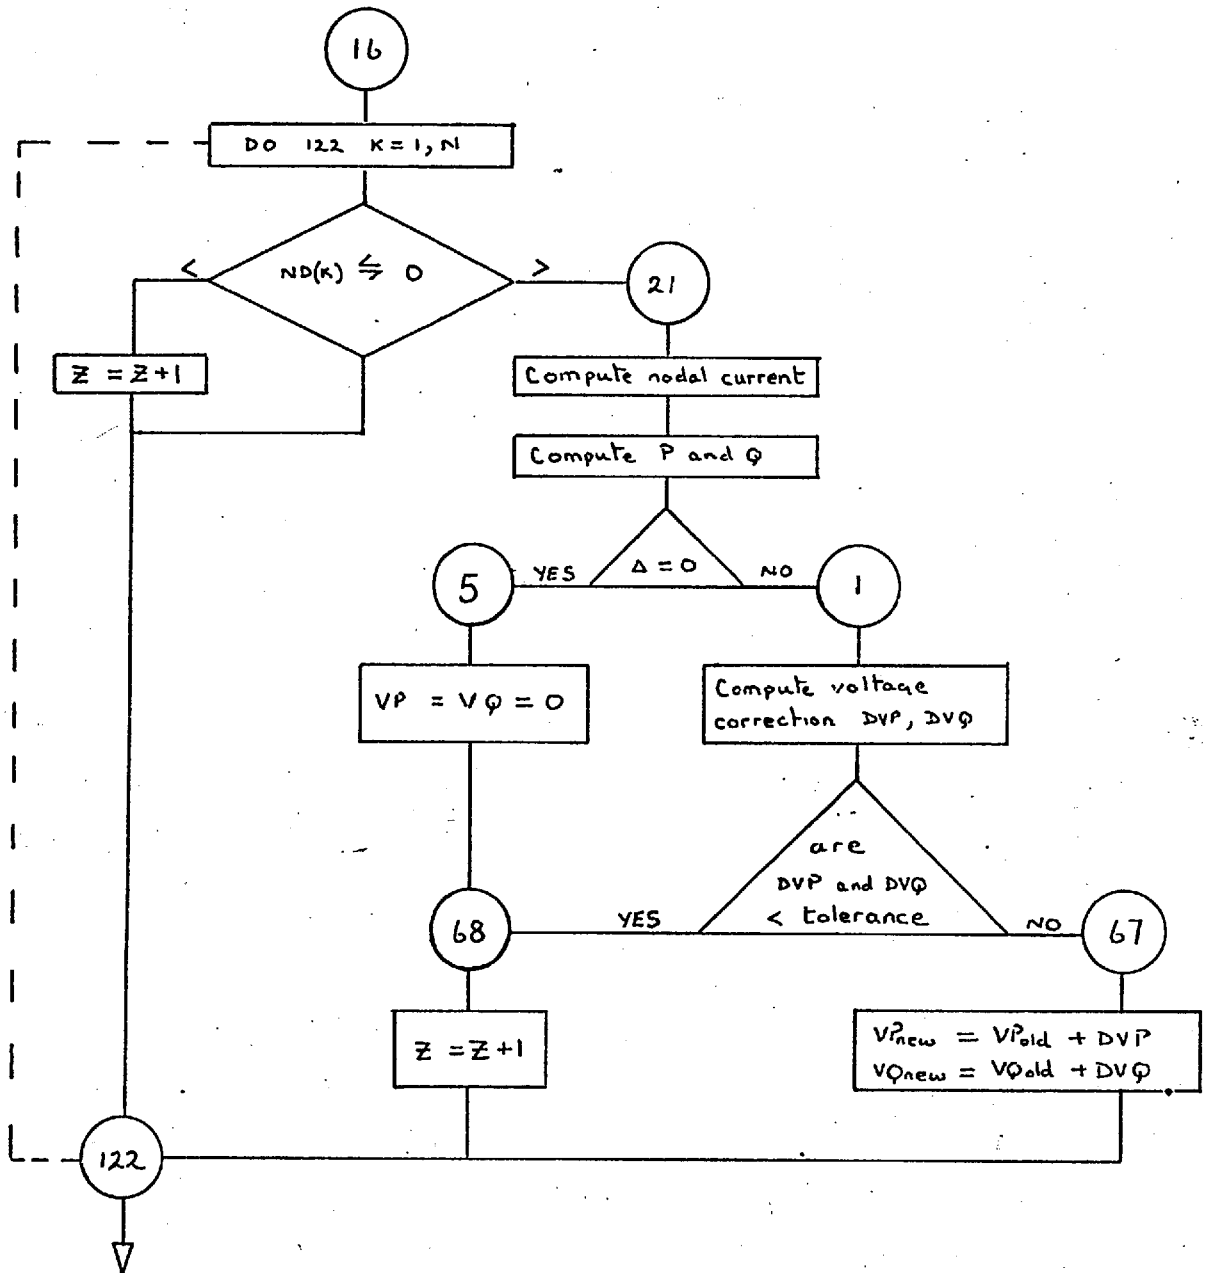 16
DO 122 K=1,N
ND(K) ⋚ 0
<
>
21
Z = Z+1
Compute nodal current
Compute P and Q
Δ = 0
YES
NO
5
1
VP = VQ = 0
Compute voltage
correction DVP, DVQ
are
DVP and DVQ
< tolerance
YES
NO
68
67
Z = Z+1
VPnew = VPold + DVP
VQnew = VQold + DVQ
122